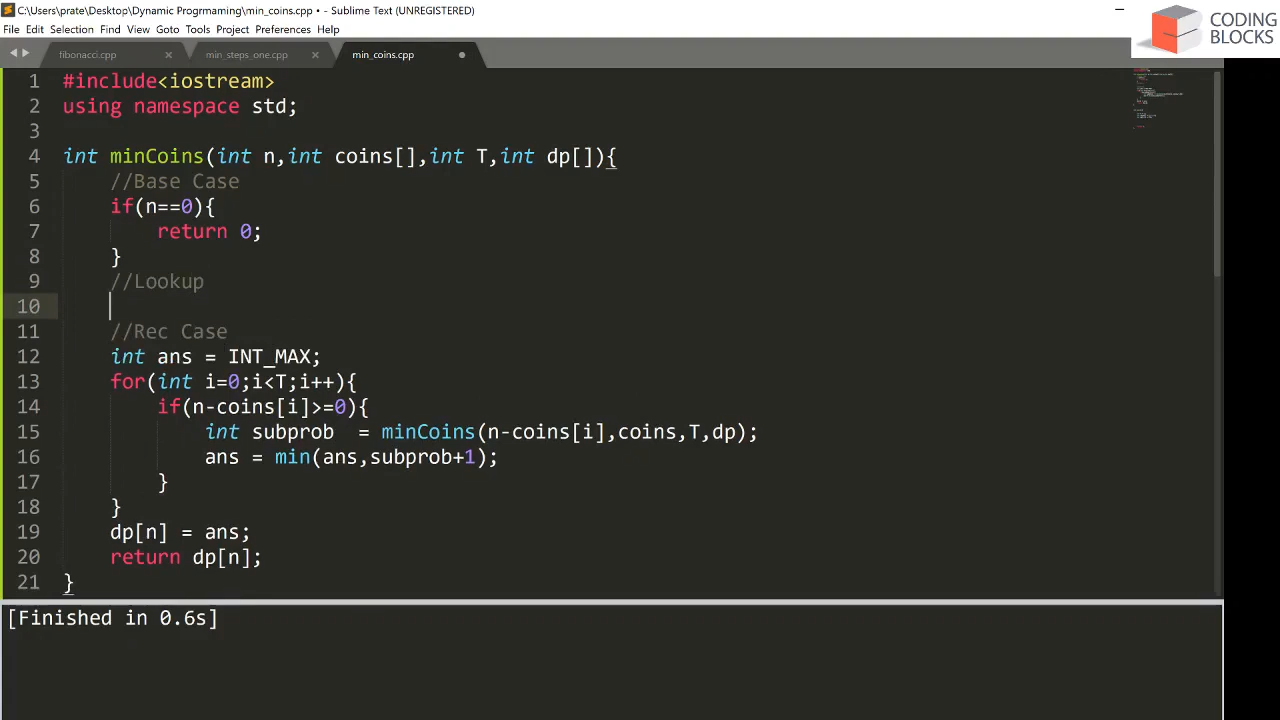 C:\Users\prate\Desktop\Dynamic Progrmaming\min_coins.cpp • - Sublime Text (UNREGISTERED)
CODING
BLOCKS
File Edit Selection Find View Goto Tools Project Preferences Help
fibonacci.cpp × min_steps_one.cpp × min_coins.cpp
1 #include<iostream>
2 using namespace std;
3
4 int minCoins(int n,int coins[],int T,int dp[]){
5 //Base Case
6 if(n==0){
7 return 0;
8 }
9 //Lookup
10
11 //Rec Case
12 int ans = INT_MAX;
13 for(int i=0;i<T;i++){
14 if(n-coins[i]>=0){
15 int subprob  = minCoins(n-coins[i],coins,T,dp);
16 ans = min(ans,subprob+1);
17 }
18 }
19 dp[n] = ans;
20 return dp[n];
21 }
[Finished in 0.6s]